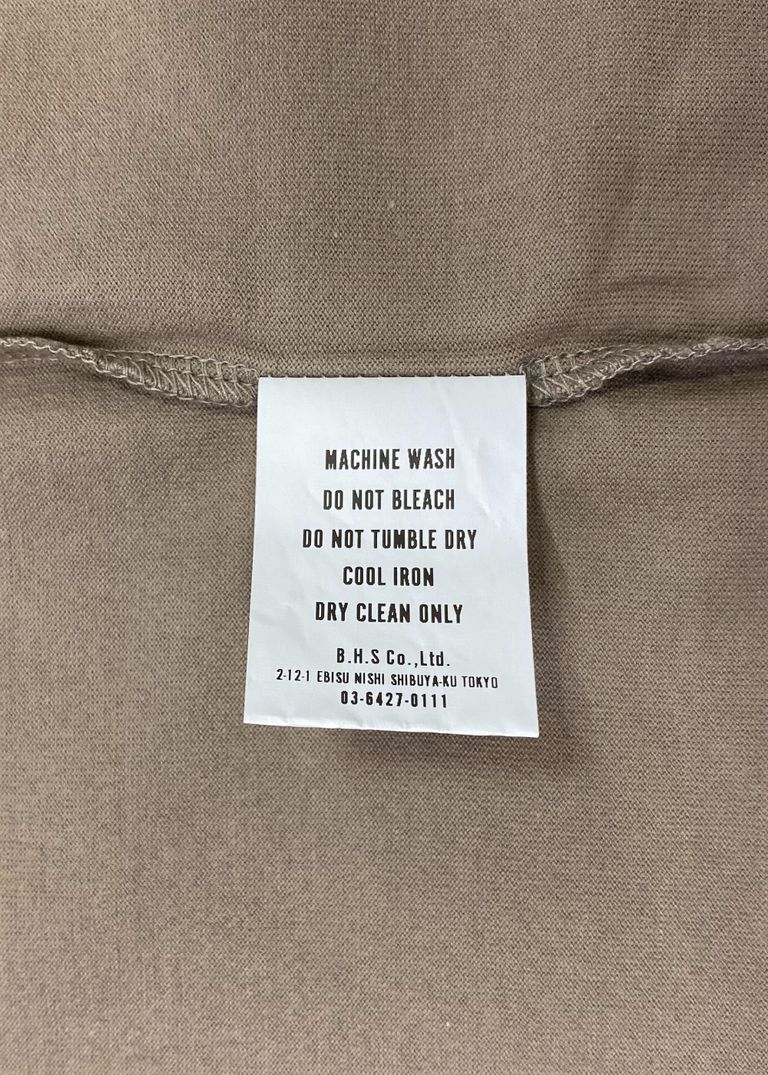 MACHINE WASH
DO NOT BLEACH
DO NOT TUMBLE DRY
COOL IRON
DRY CLEAN ONLY
B.H.S Co.,Ltd.
2-12-1 EBISU NISHI SHIBUYA-KU TOKYO
03-6427-0111